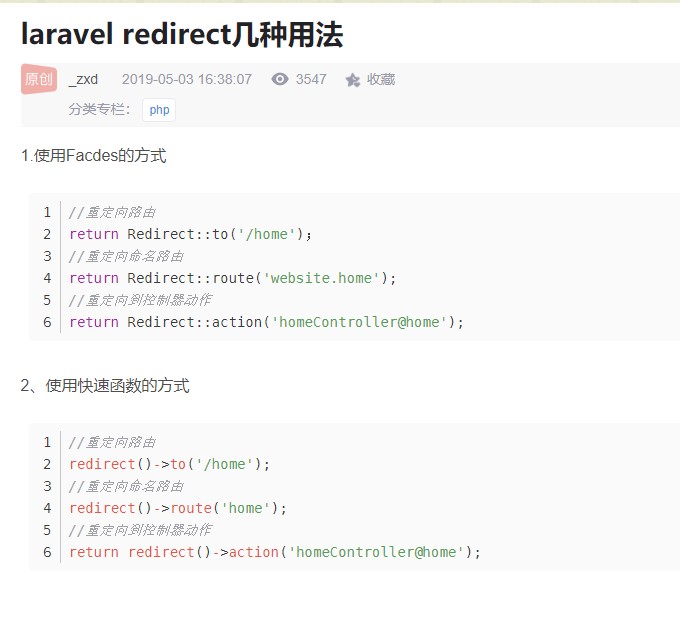 laravel redirect几种用法
原创 _zxd 2019-05-03 16:38:07 3547 收藏
分类专栏： php
1.使用Facdes的方式
1 //重定向路由
2 return Redirect::to('/home');
3 //重定向命名路由
4 return Redirect::route('website.home');
5 //重定向到控制器动作
6 return Redirect::action('homeController@home');
2、使用快速函数的方式
1 //重定向路由
2 redirect()->to('/home');
3 //重定向命名路由
4 redirect()->route('home');
5 //重定向到控制器动作
6 return redirect()->action('homeController@home');